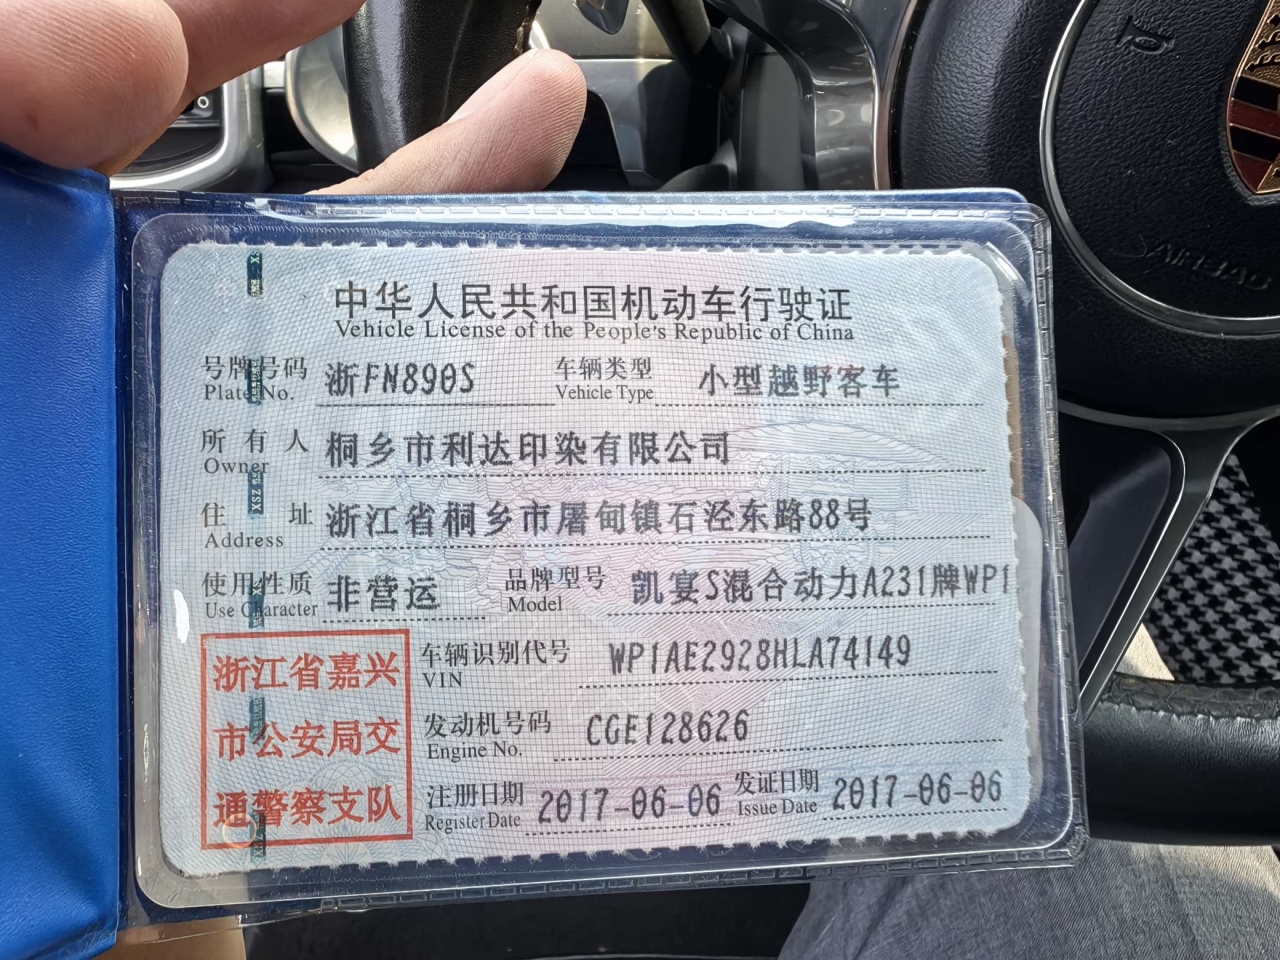 中华人民共和国机动车行驶证
Vehicle License of the People's Republic of China
号牌号码 浙FN890S 车辆类型 小型越野客车
Plate No. Vehicle Type
所有人 桐乡市利达印染有限公司
Owner
住址 浙江省桐乡市屠甸镇石泾东路88号
Address
使用性质 非营运 品牌型号 凯宴S混合动力A231牌WP1
Use Character Model
浙江省嘉兴
市公安局交
通警察支队
车辆识别代号 WP1AE2928HLA74149
VIN
发动机号码 CGE128626
Engine No.
注册日期 2017-06-06 发证日期 2017-06-06
Register Date Issue Date
XSZ
AIRBAG